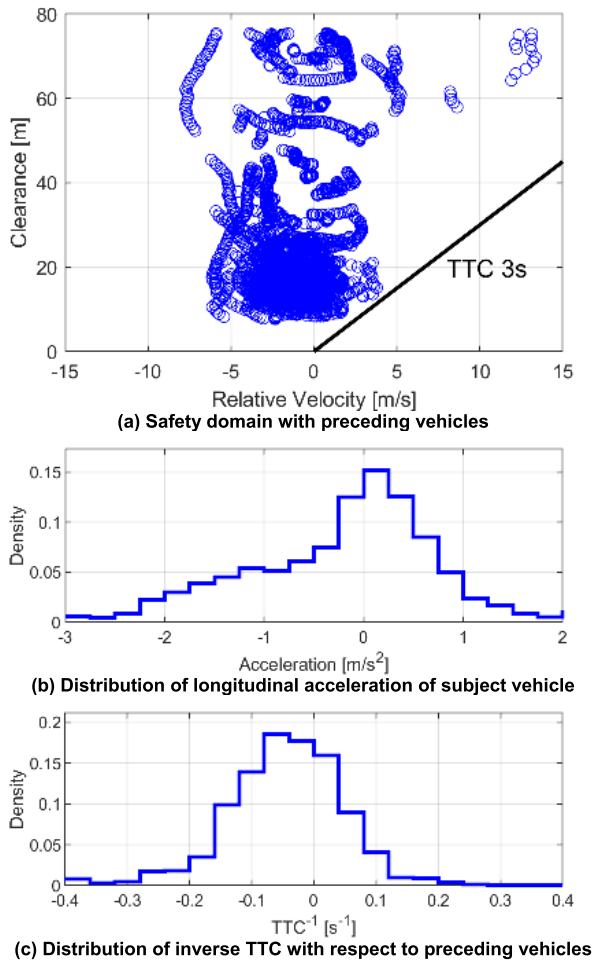 80
60
40
20
0
Clearance [m]
TTC 3s
-15 -10 -5 0 5 10 15
Relative Velocity [m/s]
(a) Safety domain with preceding vehicles
0.15
0.1
0.05
0
Density
-3 -2 -1 0 1 2
Acceleration [m/s²]
(b) Distribution of longitudinal acceleration of subject vehicle
0.2
0.15
0.1
0.05
0
Density
-0.4 -0.3 -0.2 -0.1 0 0.1 0.2 0.3 0.4
TTC⁻¹ [s⁻¹]
(c) Distribution of inverse TTC with respect to preceding vehicles